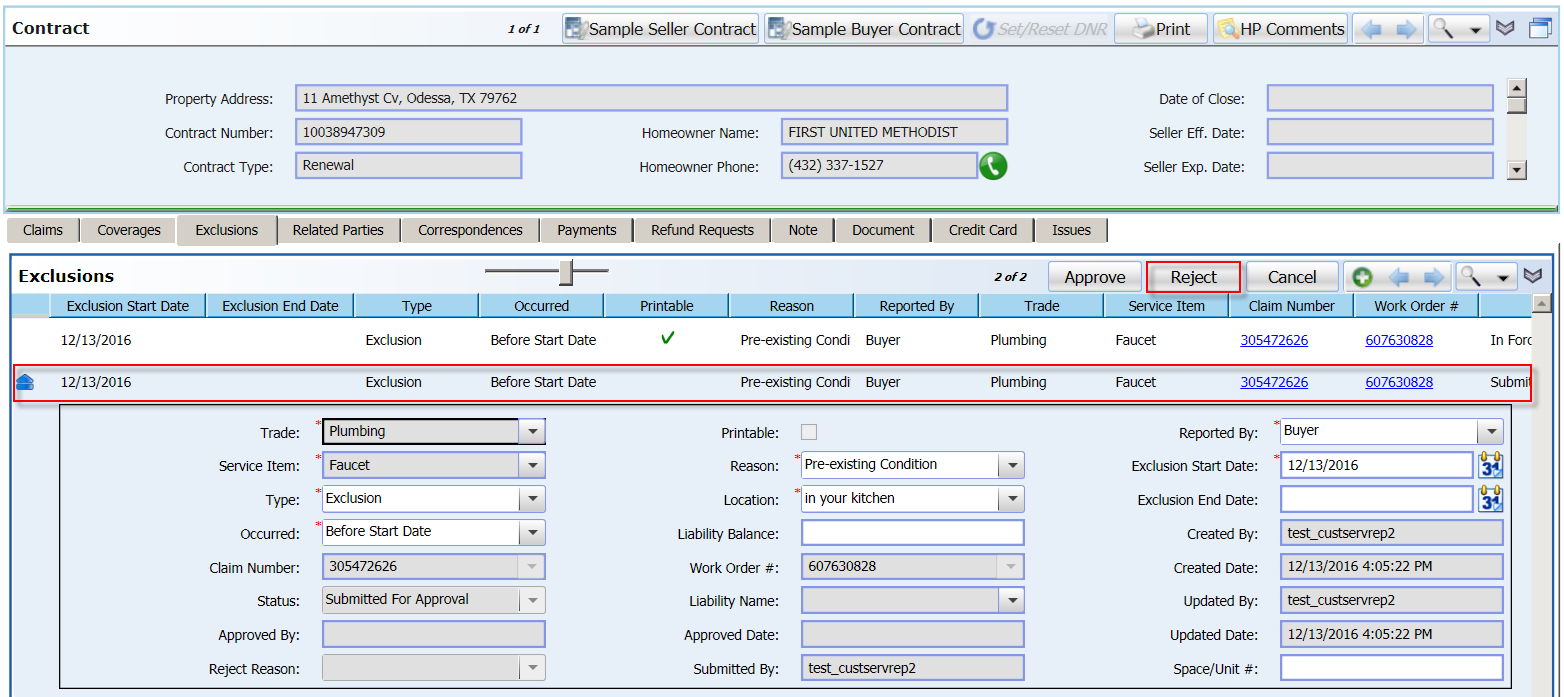 Contract 1 of 1 Sample Seller Contract Sample Buyer Contract Set/Reset DNR Print HP Comments
Property Address: 11 Amethyst Cv, Odessa, TX 79762 Date of Close:
Contract Number: 10038947309 Homeowner Name: FIRST UNITED METHODIST Seller Eff. Date:
Contract Type: Renewal Homeowner Phone: (432) 337-1527 Seller Exp. Date:
Claims Coverages Exclusions Related Parties Correspondences Payments Refund Requests Note Document Credit Card Issues
Exclusions 2 of 2 Approve Reject Cancel
Exclusion Start Date Exclusion End Date Type Occurred Printable Reason Reported By Trade Service Item Claim Number Work Order #
12/13/2016 Exclusion Before Start Date Pre-existing Condi Buyer Plumbing Faucet 305472626 607630828 In Forc
12/13/2016 Exclusion Before Start Date Pre-existing Condi Buyer Plumbing Faucet 305472626 607630828 Submit
* Trade: Plumbing Printable: * Reported By: Buyer
* Service Item: Faucet * Reason: Pre-existing Condition * Exclusion Start Date: 12/13/2016 31
* Type: Exclusion * Location: in your kitchen Exclusion End Date: 31
* Occurred: Before Start Date Liability Balance: Created By: test_custservrep2
Claim Number: 305472626 Work Order #: 607630828 Created Date: 12/13/2016 4:05:22 PM
Status: Submitted For Approval Liability Name: Updated By: test_custservrep2
Approved By: Approved Date: Updated Date: 12/13/2016 4:05:22 PM
Reject Reason: Submitted By: test_custservrep2 Space/Unit #: